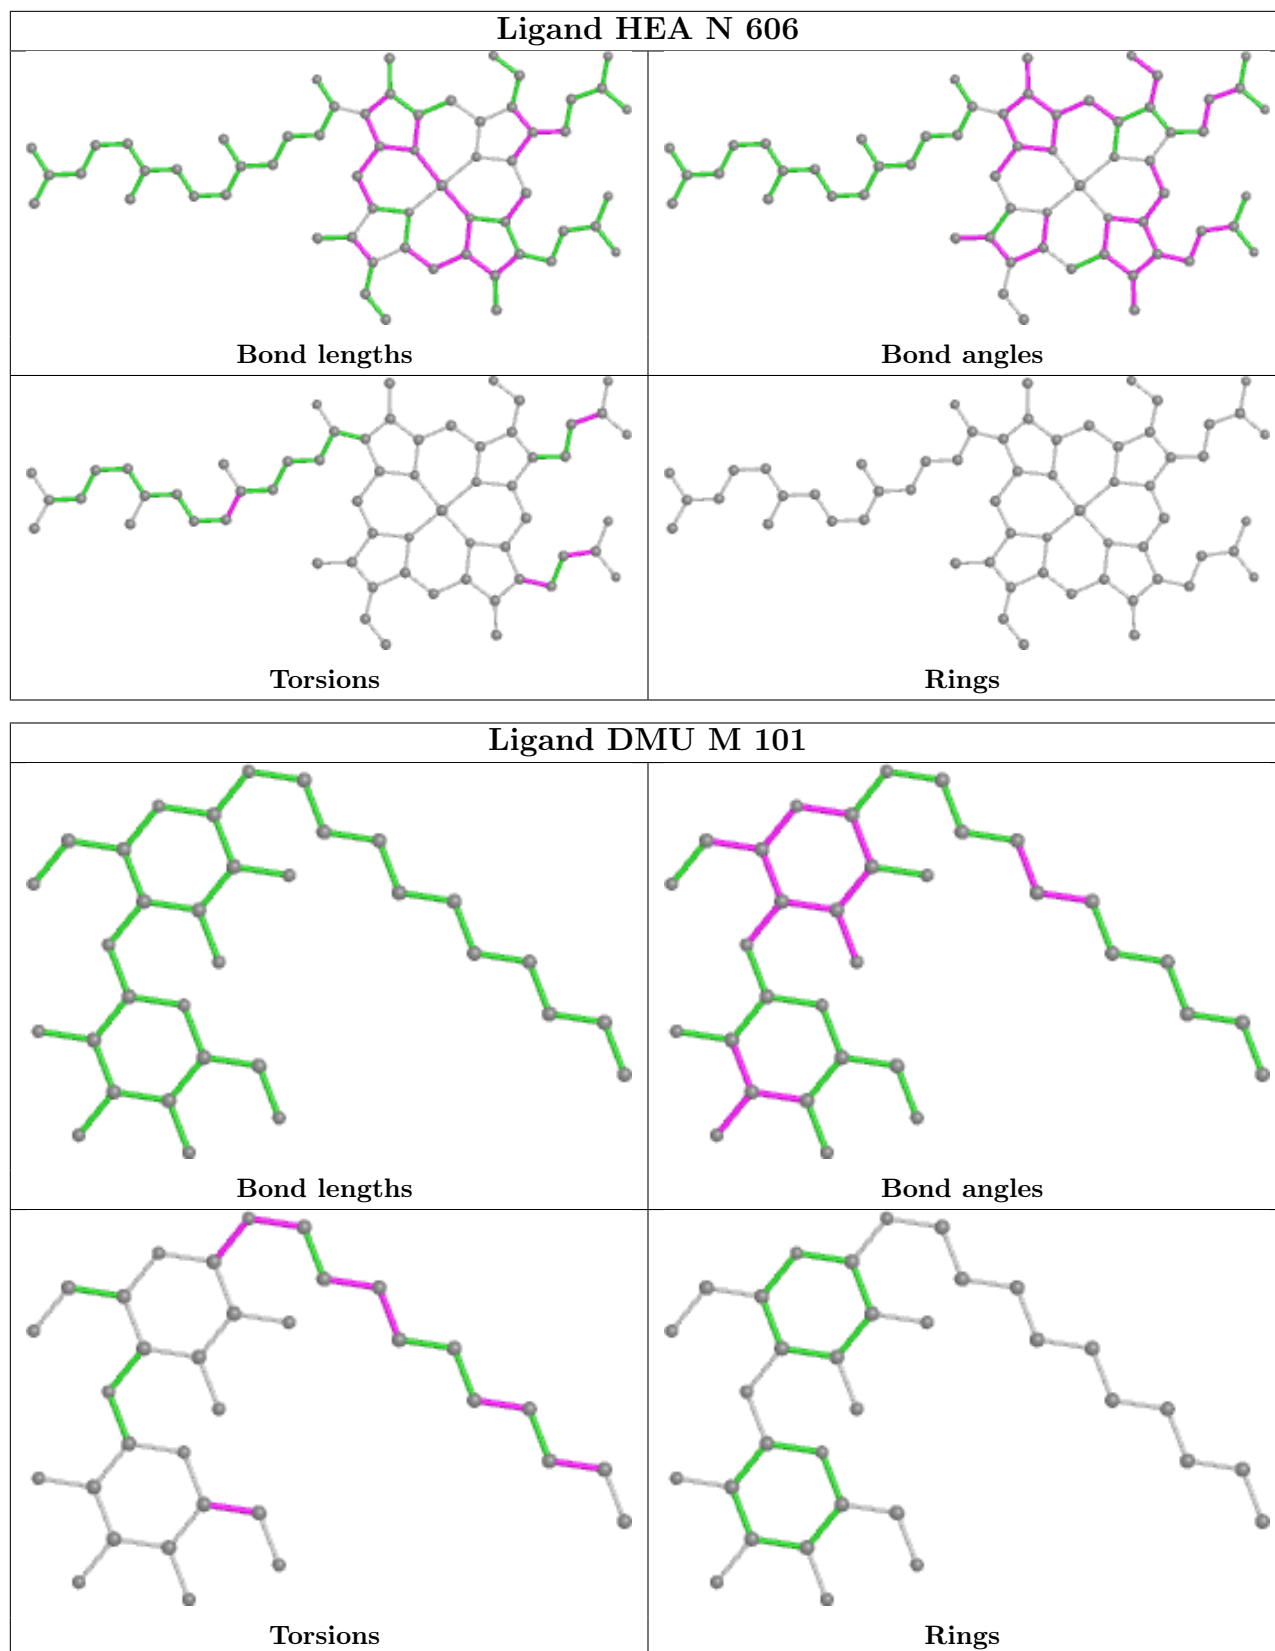 Ligand HEA N 606
Bond lengths
Bond angles
Torsions
Rings
Ligand DMU M 101
Bond lengths
Bond angles
Torsions
Rings